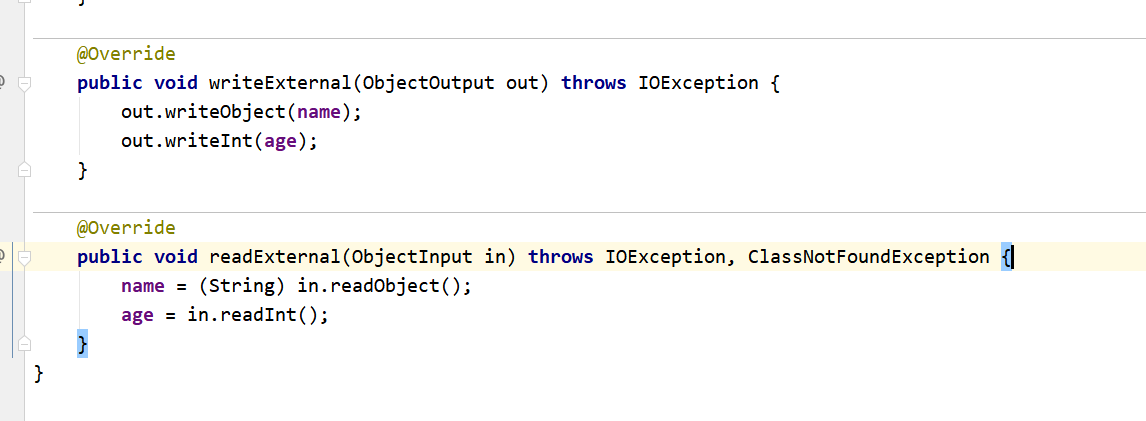 }
@Override
public void writeExternal(ObjectOutput out) throws IOException {
out.writeObject(name);
out.writeInt(age);
}
@Override
public void readExternal(ObjectInput in) throws IOException, ClassNotFoundException {
name = (String) in.readObject();
age = in.readInt();
}
}